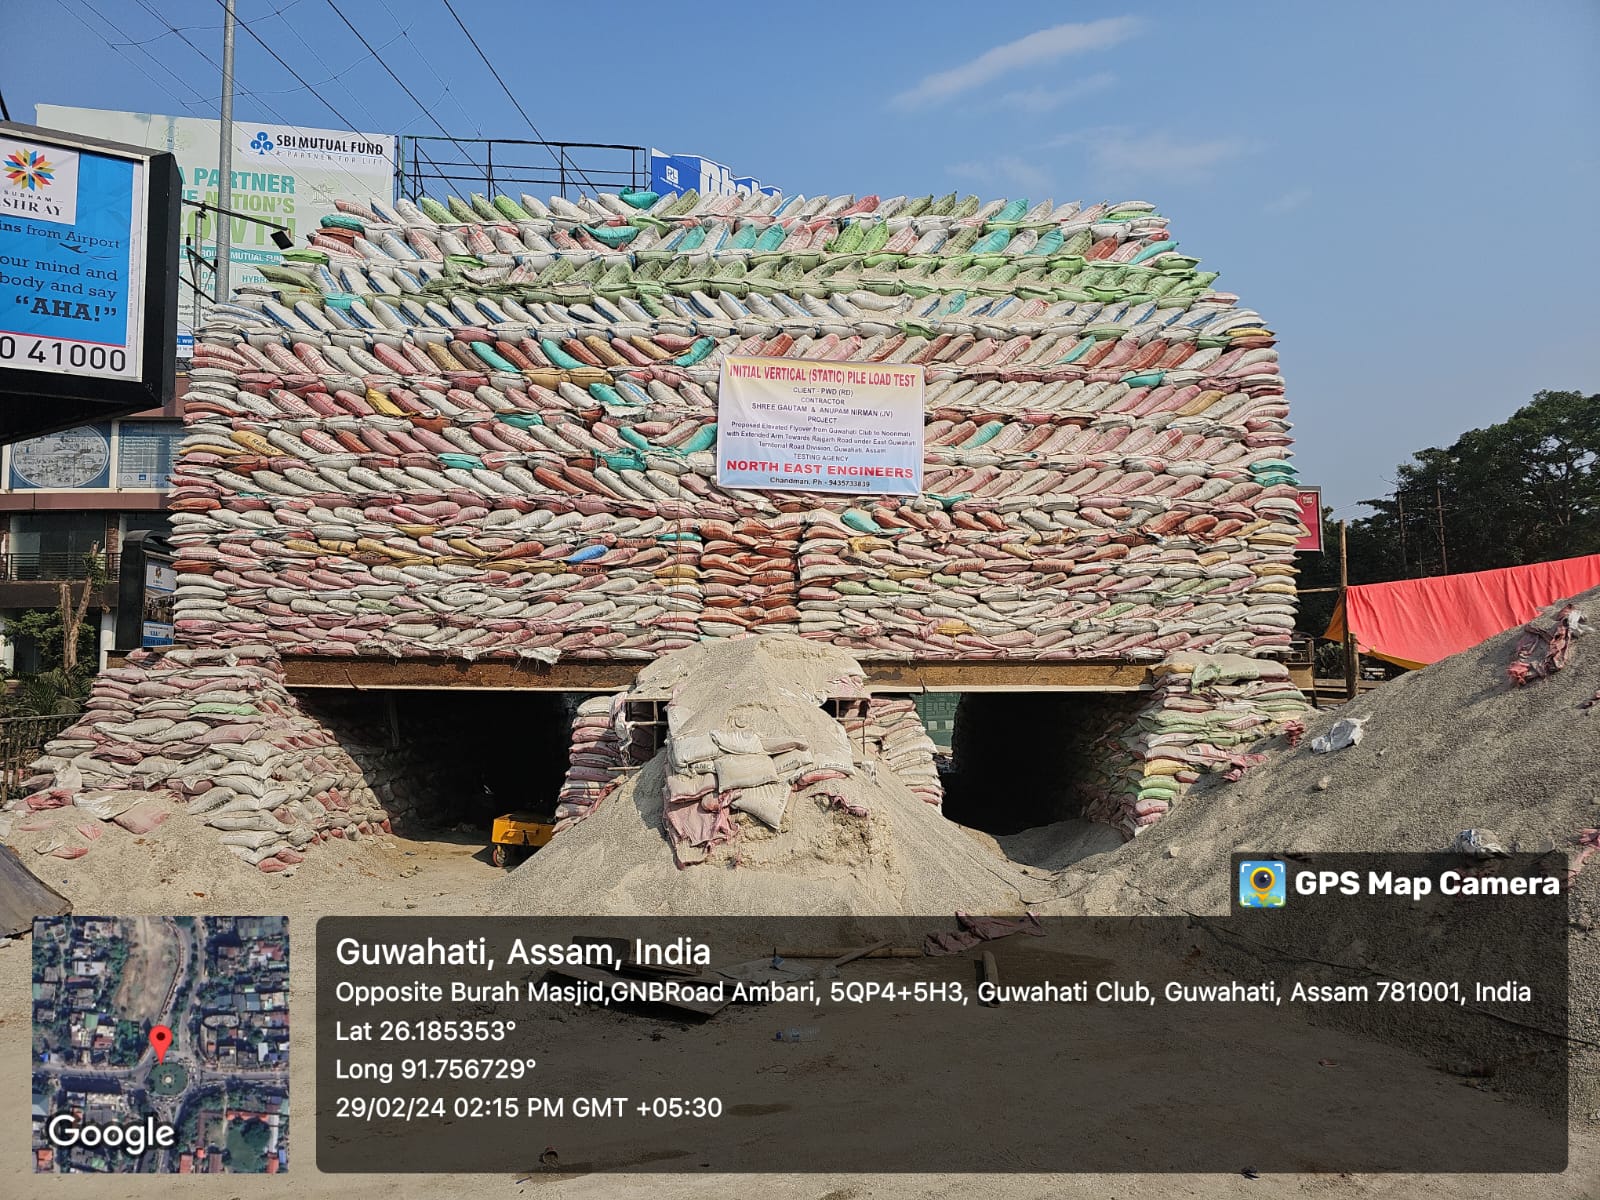 SBI MUTUAL FUND
A PARTNER FOR LIFE
A PARTNER
NATION'S
SUBHAM
ASHRAY
ins from Airport
our mind and
body and say
"AHA!"
0 41000
INITIAL VERTICAL (STATIC) PILE LOAD TEST
CLIENT - PWD (RD)
CONTRACTOR
SHREE GAUTAM & ANUPAM NIRMAN (JV)
PROJECT
Proposed Elevated Flyover from Guwahati Club to Noonmati
with Extended Arm Towards Rajgarh Road under East Guwahati
Territorial Road Division, Guwahati, Assam
TESTING AGENCY
NORTH EAST ENGINEERS
Chandmari, Ph - 9435733819
GPS Map Camera
Guwahati, Assam, India
Opposite Burah Masjid,GNBRoad Ambari, 5QP4+5H3, Guwahati Club, Guwahati, Assam 781001, India
Lat 26.185353°
Long 91.756729°
29/02/24 02:15 PM GMT +05:30
Google